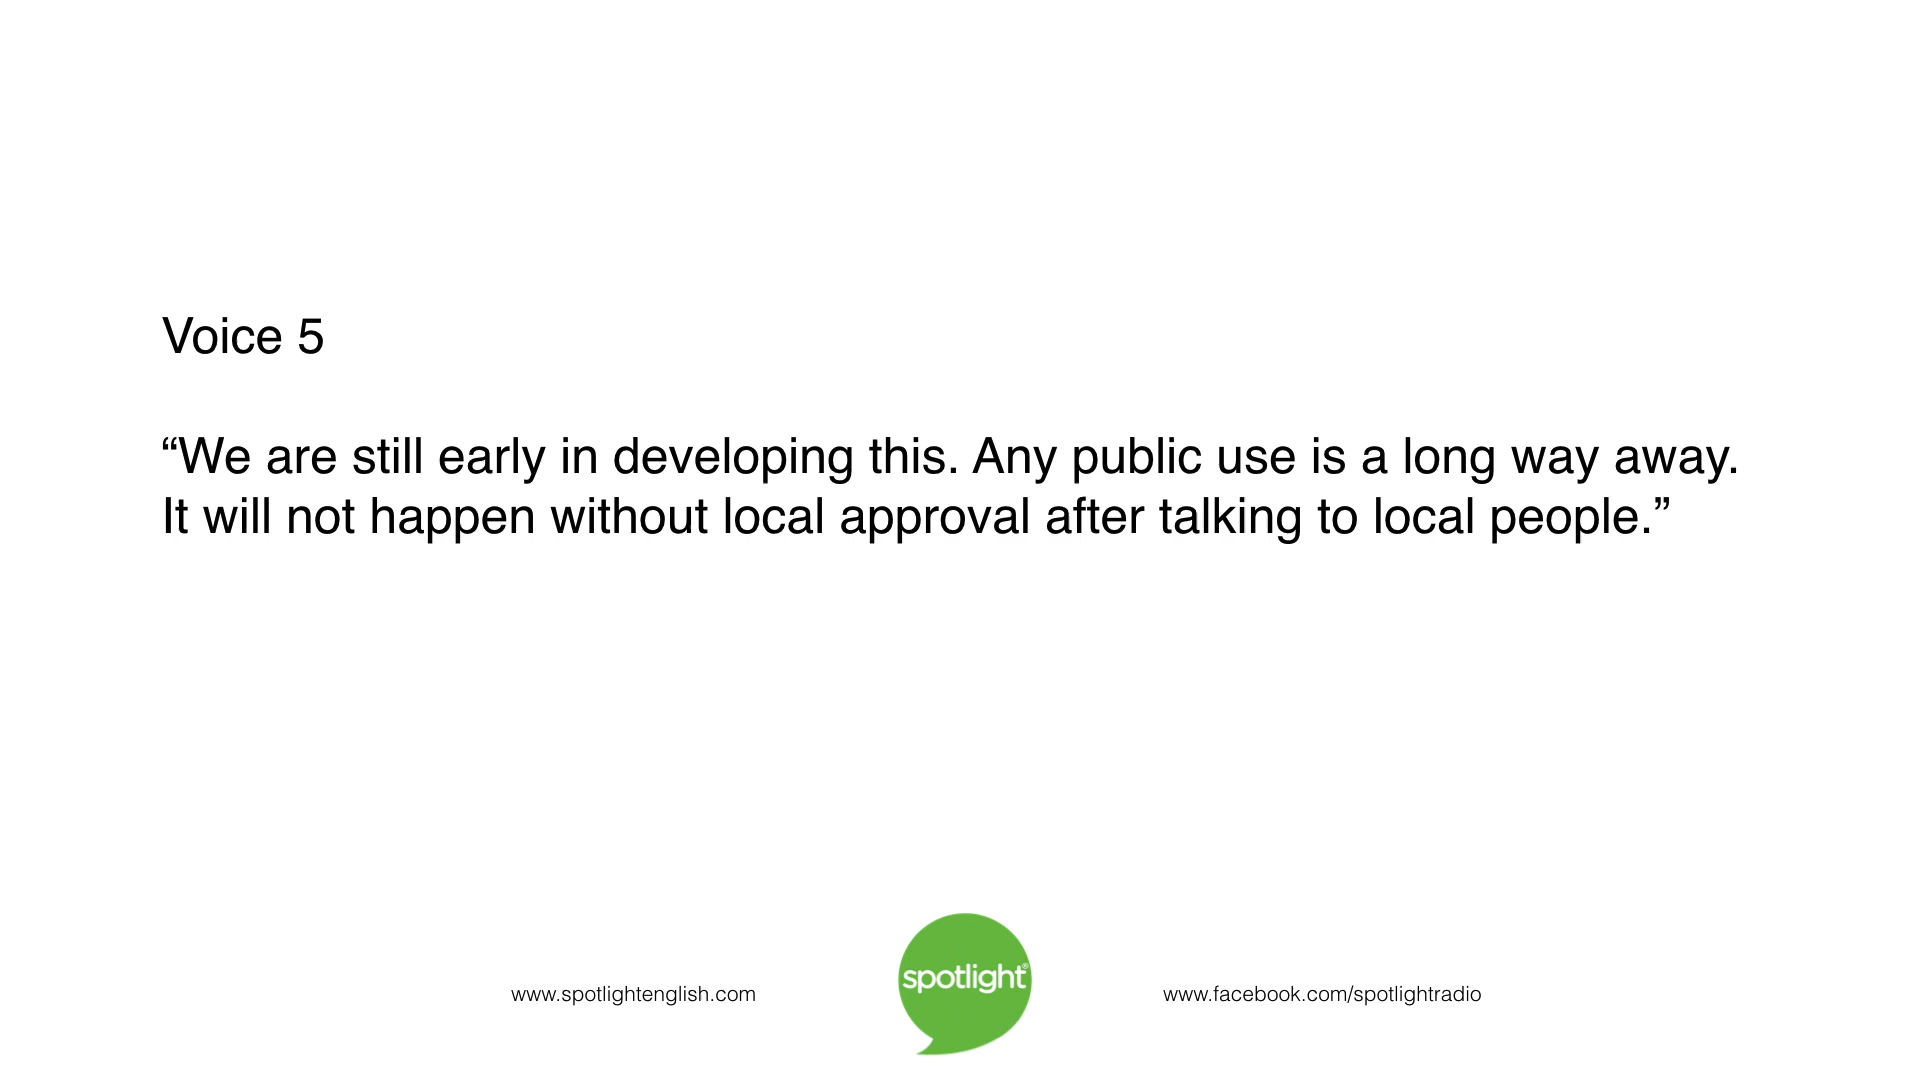 Voice 5
“We are still early in developing this. Any public use is a long way away.
It will not happen without local approval after talking to local people.”
www.spotlightenglish.com
spotlight®
www.facebook.com/spotlightradio